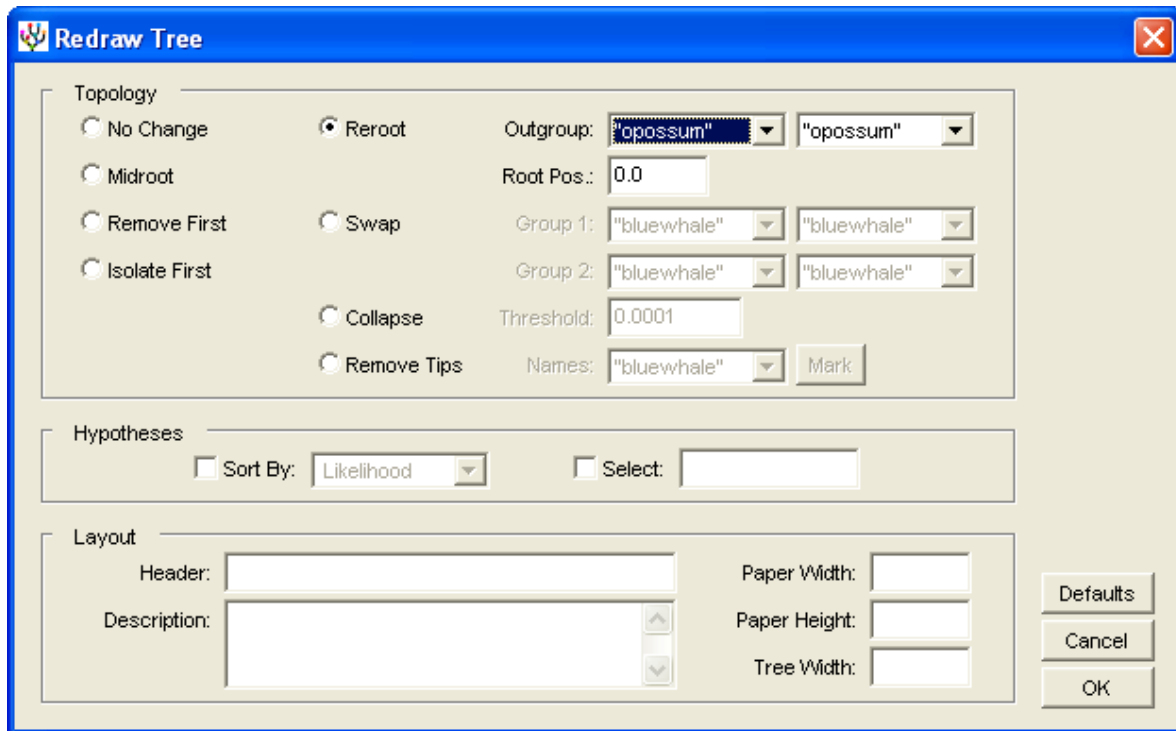 Redraw Tree
Topology
No Change Reroot Outgroup: "opossum" "opossum"
Midroot Root Pos.: 0.0
Remove First Swap Group 1: "bluewhale" "bluewhale"
Isolate First Group 2: "bluewhale" "bluewhale"
Collapse Threshold: 0.0001
Remove Tips Names: "bluewhale" Mark
Hypotheses
Sort By: Likelihood Select:
Layout
Header: Paper Width:
Defaults
Description: Paper Height:
Cancel
Tree Width:
OK